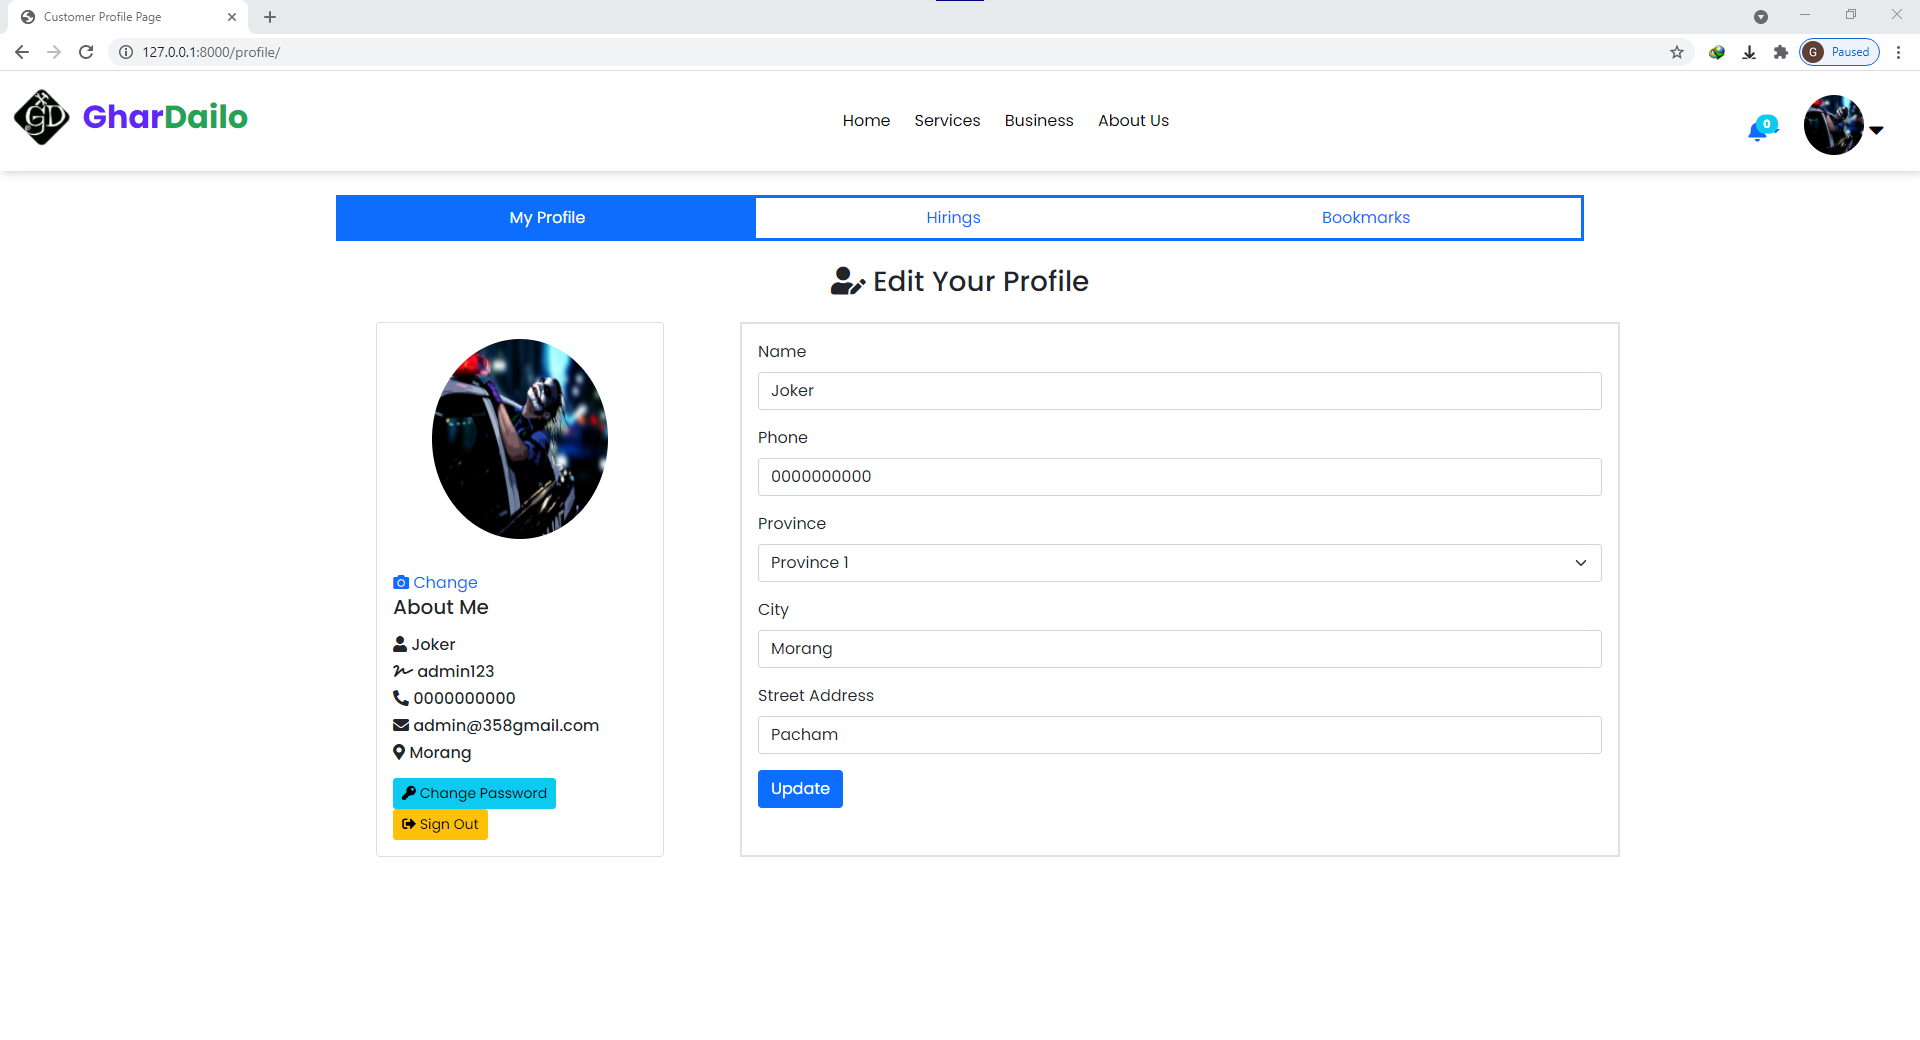 Customer Profile Page
127.0.0.1:8000/profile/
G Paused
GD GharDailo
Home Services Business About Us
0
My Profile Hirings Bookmarks
Edit Your Profile
Change
About Me
Joker
admin123
0000000000
admin@358gmail.com
Morang
Change Password
Sign Out
Name
Joker
Phone
0000000000
Province
Province 1
City
Morang
Street Address
Pacham
Update